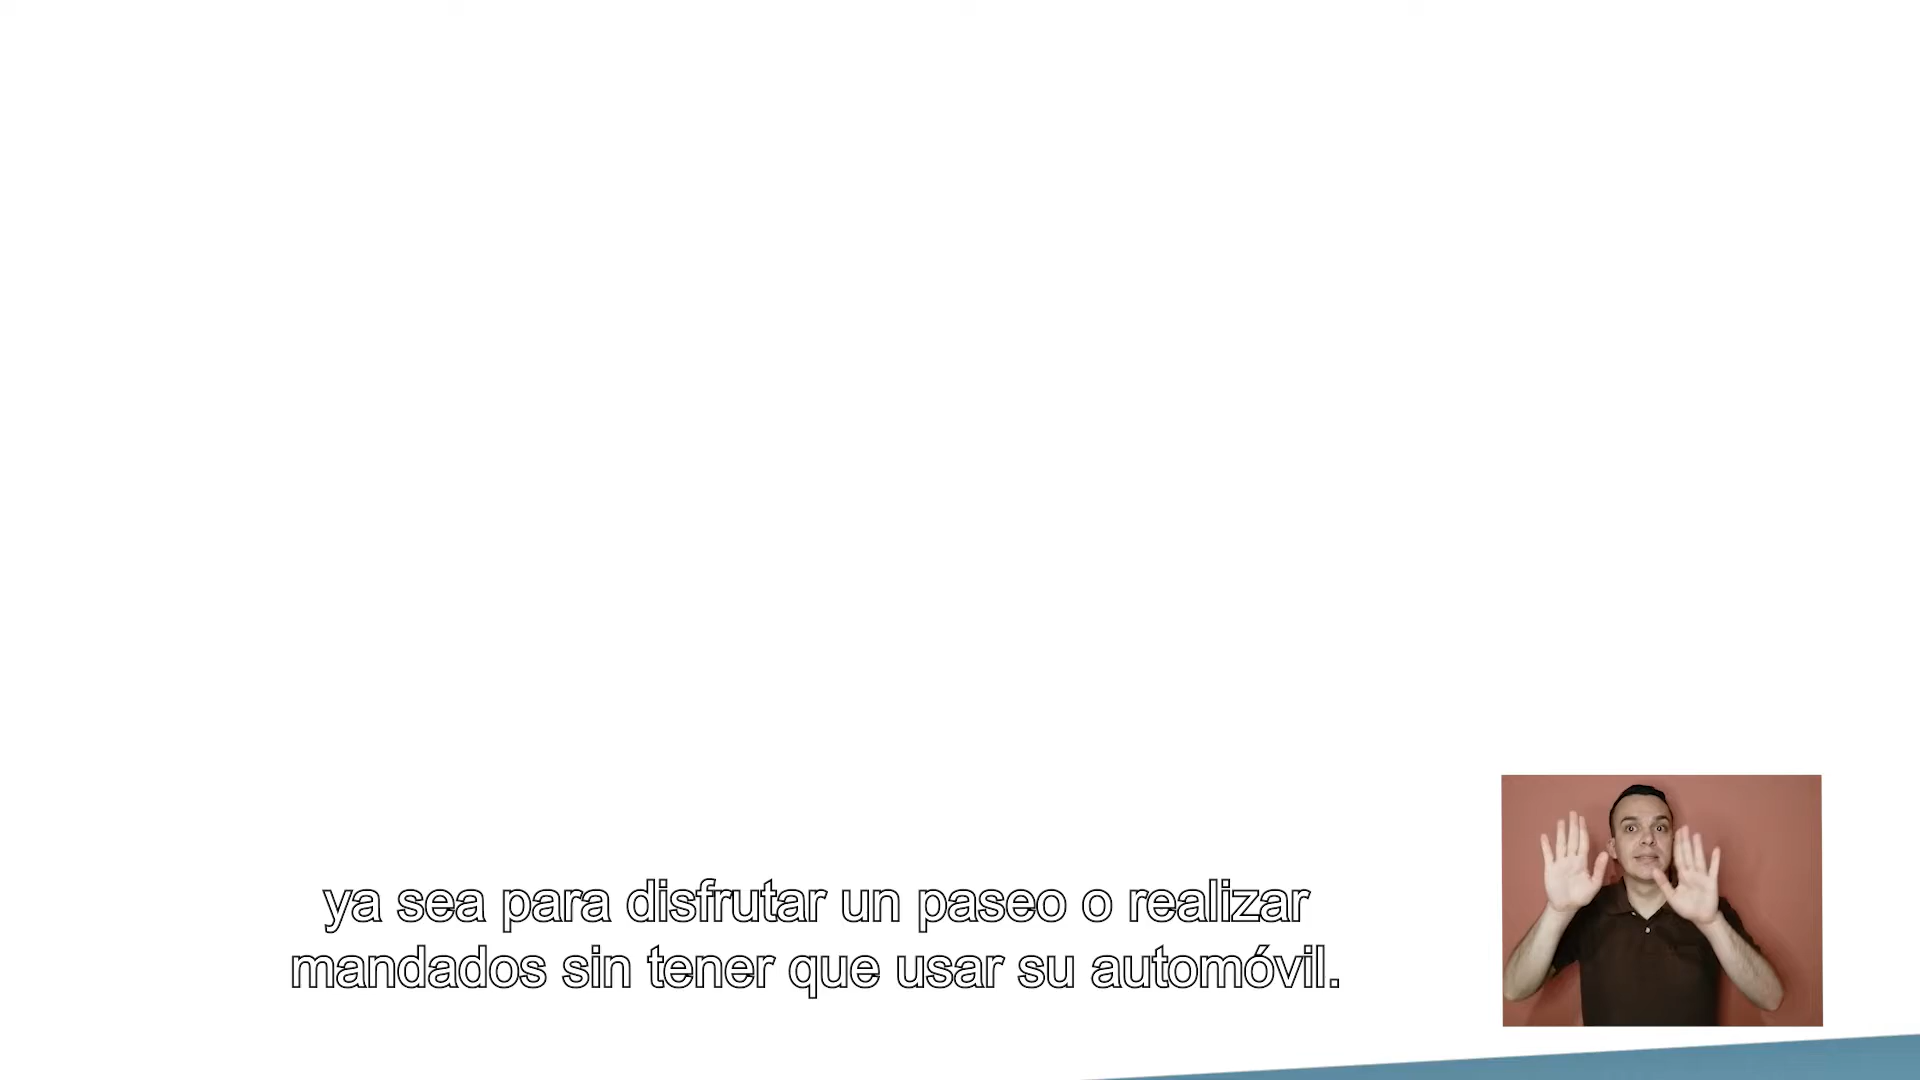 ya sea para disfrutar un paseo o realizar
mandados sin tener que usar su automóvil.